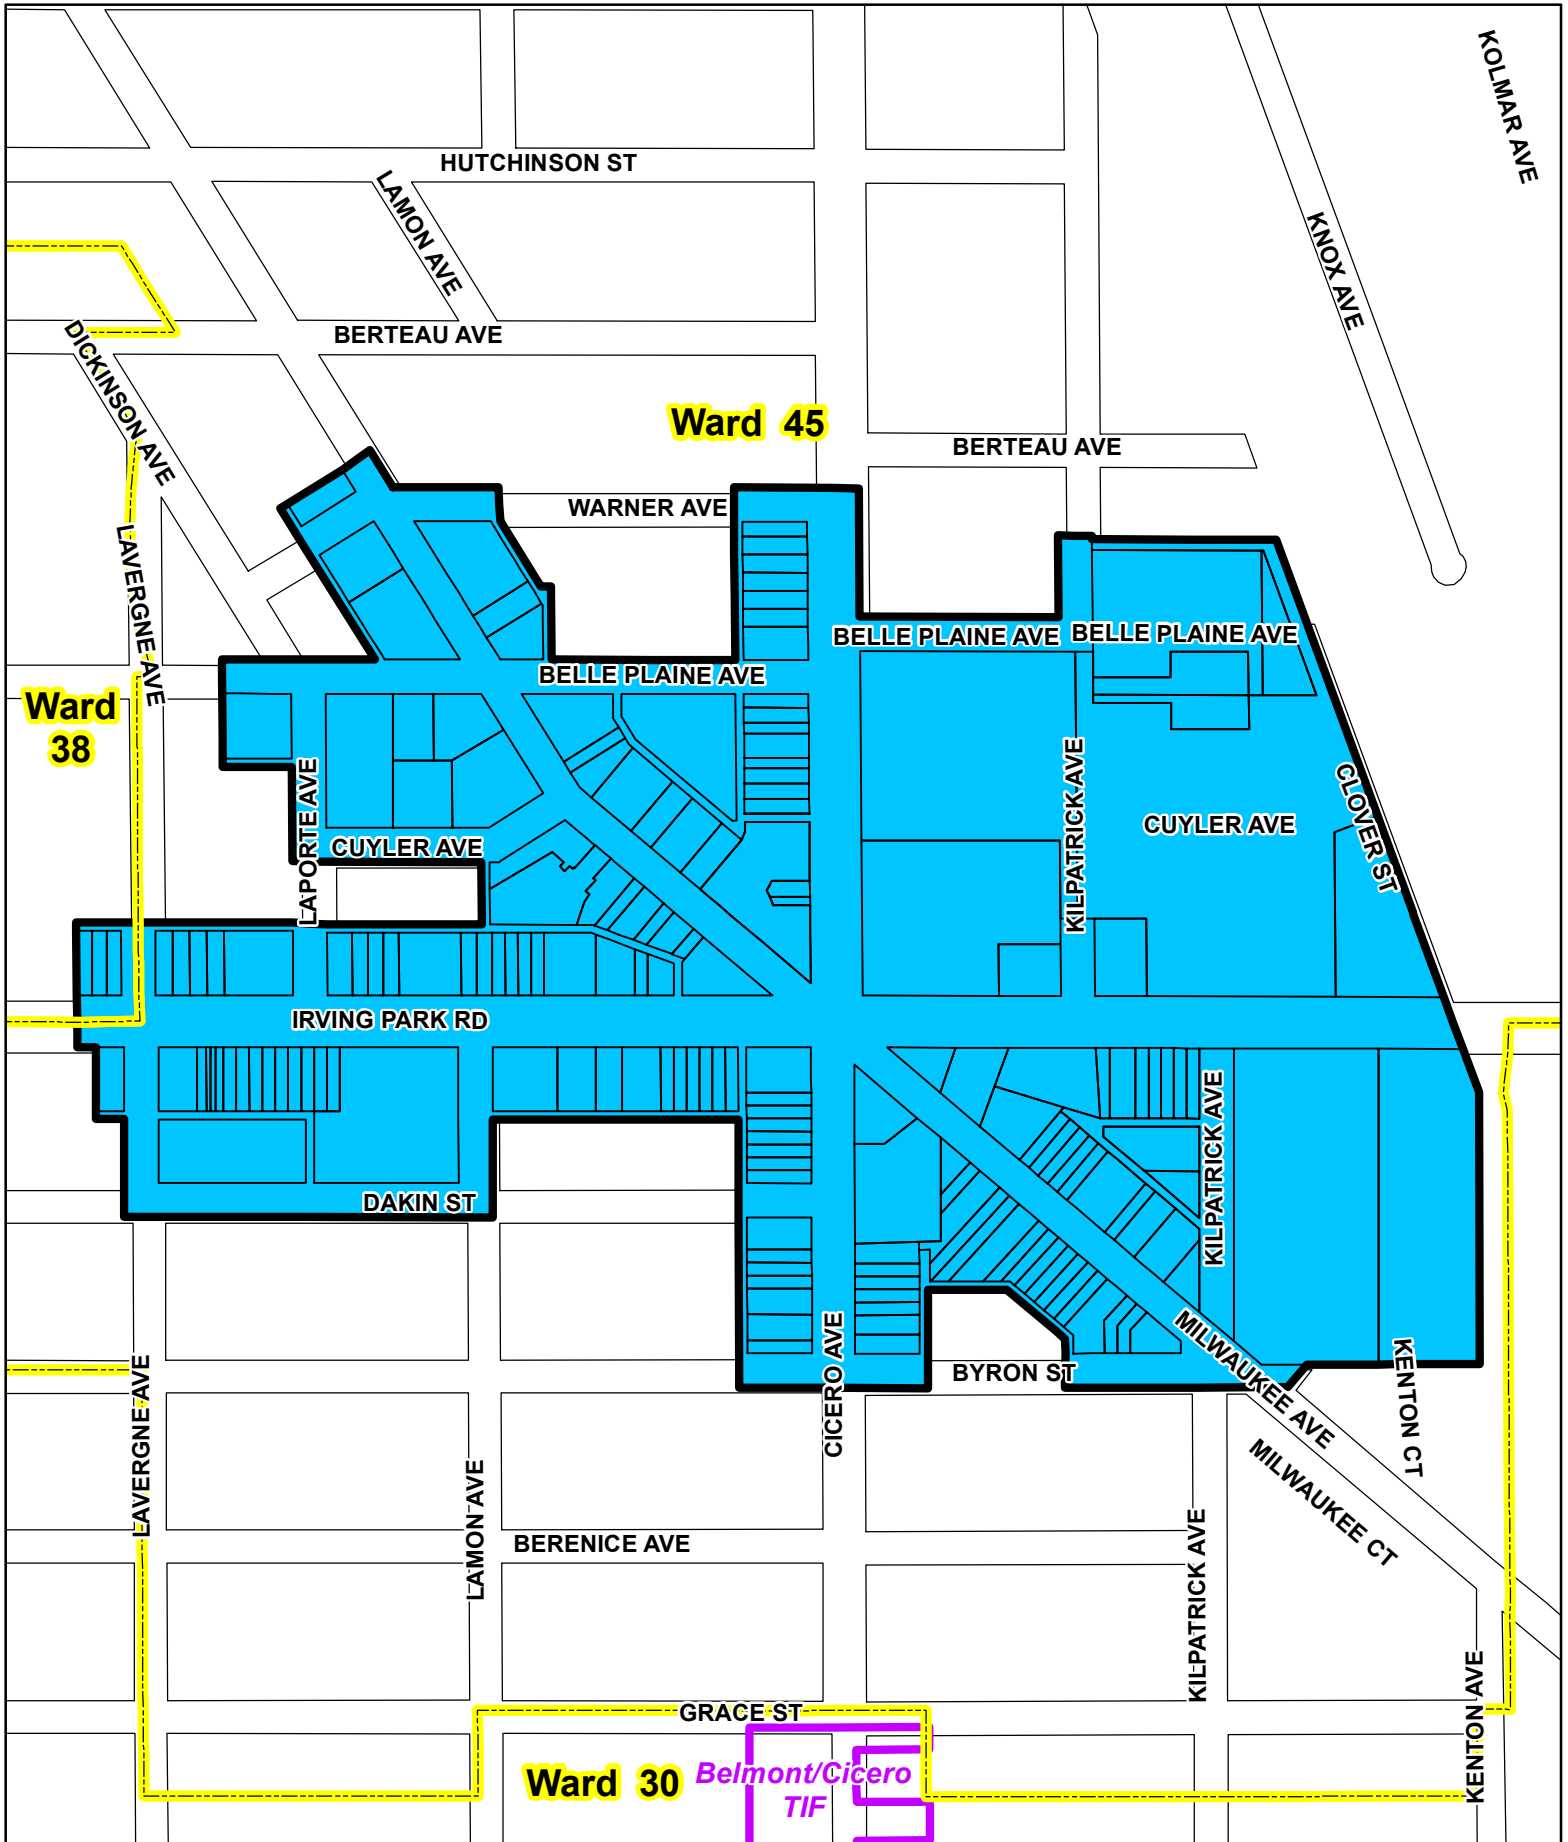 KOLMAR AVE
HUTCHINSON ST
LAMON AVE
KNOX AVE
BERTEAU AVE
DICKINSON AVE
Ward 45
BERTEAU AVE
WARNER AVE
LAVERGNE AVE
BELLE PLAINE AVE
BELLE PLAINE AVE
BELLE PLAINE AVE
Ward
38
LAPORTE AVE
KILPATRICK AVE
CLOVER ST
CUYLER AVE
CUYLER AVE
IRVING PARK RD
KILPATRICK AVE
DAKIN ST
CICERO AVE
MILWAUKEE AVE
BYRON ST
KENTON CT
LAVERGNE AVE
MILWAUKEE CT
LAMON AVE
BERENICE AVE
KILPATRICK AVE
KENTON AVE
GRACE ST
Ward 30
Belmont/Cicero
TIF